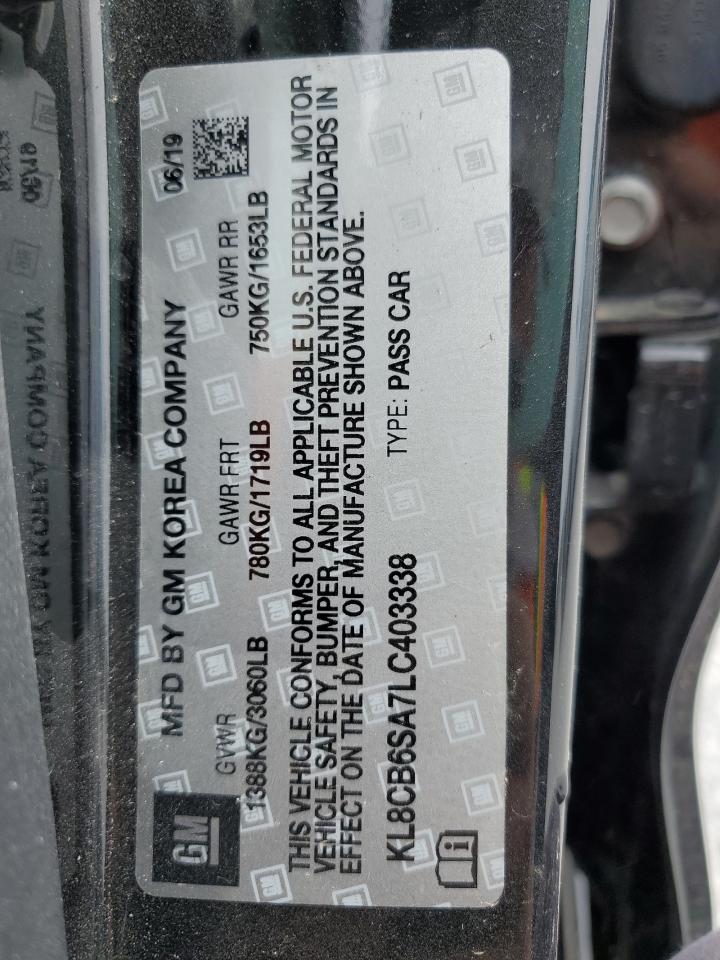 GM
MFD BY GM KOREA COMPANY 06/19
GVWR GAWR FRT GAWR RR
1388KG/3060LB 780KG/1719LB 750KG/1653LB
THIS VEHICLE CONFORMS TO ALL APPLICABLE U.S. FEDERAL MOTOR
VEHICLE SAFETY, BUMPER, AND THEFT PREVENTION STANDARDS IN
EFFECT ON THE DATE OF MANUFACTURE SHOWN ABOVE.
KL8CB6SA7LC403338 TYPE: PASS CAR